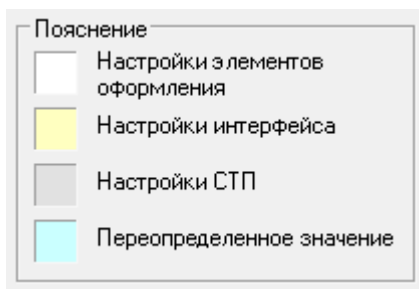 Пояснение
Настройки элементов
оформления
Настройки интерфейса
Настройки СТП
Переопределенное значение